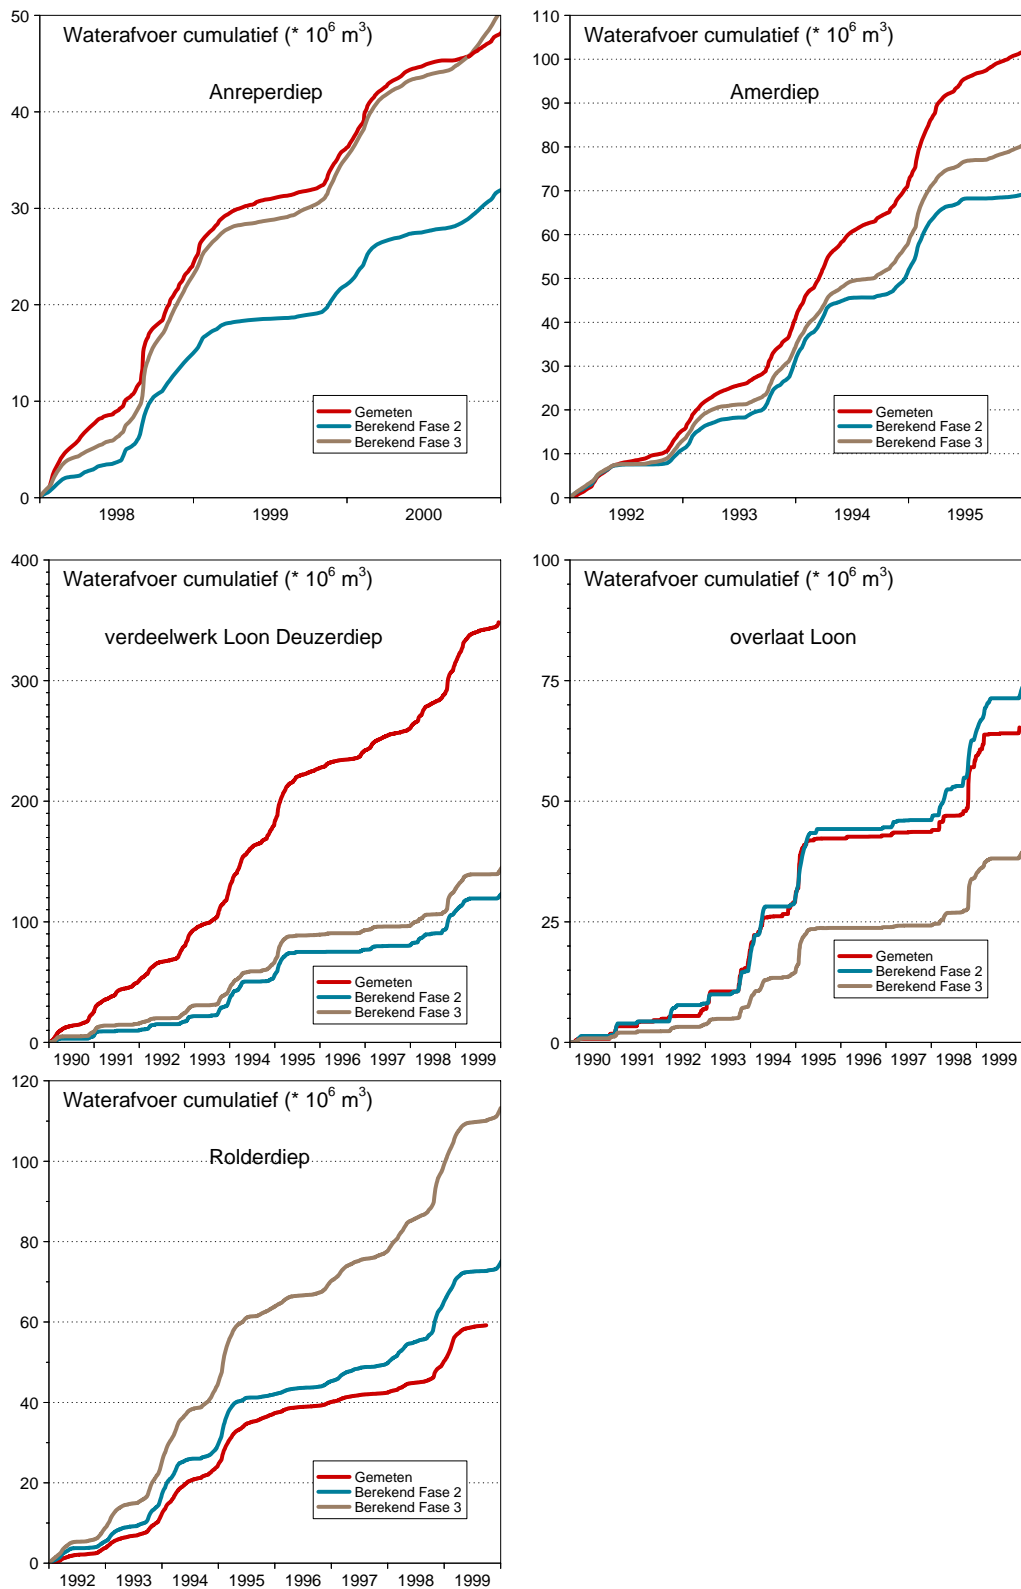 Waterafvoer cumulatief (* 10⁶ m³)
Anreperdiep
50
40
30
20
10
0
Gemeten
Berekend Fase 2
Berekend Fase 3
1998 1999 2000
Waterafvoer cumulatief (* 10⁶ m³)
Amerdiep
110
100
90
80
70
60
50
40
30
20
10
0
Gemeten
Berekend Fase 2
Berekend Fase 3
1992 1993 1994 1995
Waterafvoer cumulatief (* 10⁶ m³)
verdeelwerk Loon Deuzerdiep
400
300
200
100
0
Gemeten
Berekend Fase 2
Berekend Fase 3
1990 1991 1992 1993 1994 1995 1996 1997 1998 1999
Waterafvoer cumulatief (* 10⁶ m³)
overlaat Loon
100
75
50
25
0
Gemeten
Berekend Fase 2
Berekend Fase 3
1990 1991 1992 1993 1994 1995 1996 1997 1998 1999
Waterafvoer cumulatief (* 10⁶ m³)
Rolderdiep
120
100
80
60
40
20
0
Gemeten
Berekend Fase 2
Berekend Fase 3
1992 1993 1994 1995 1996 1997 1998 1999